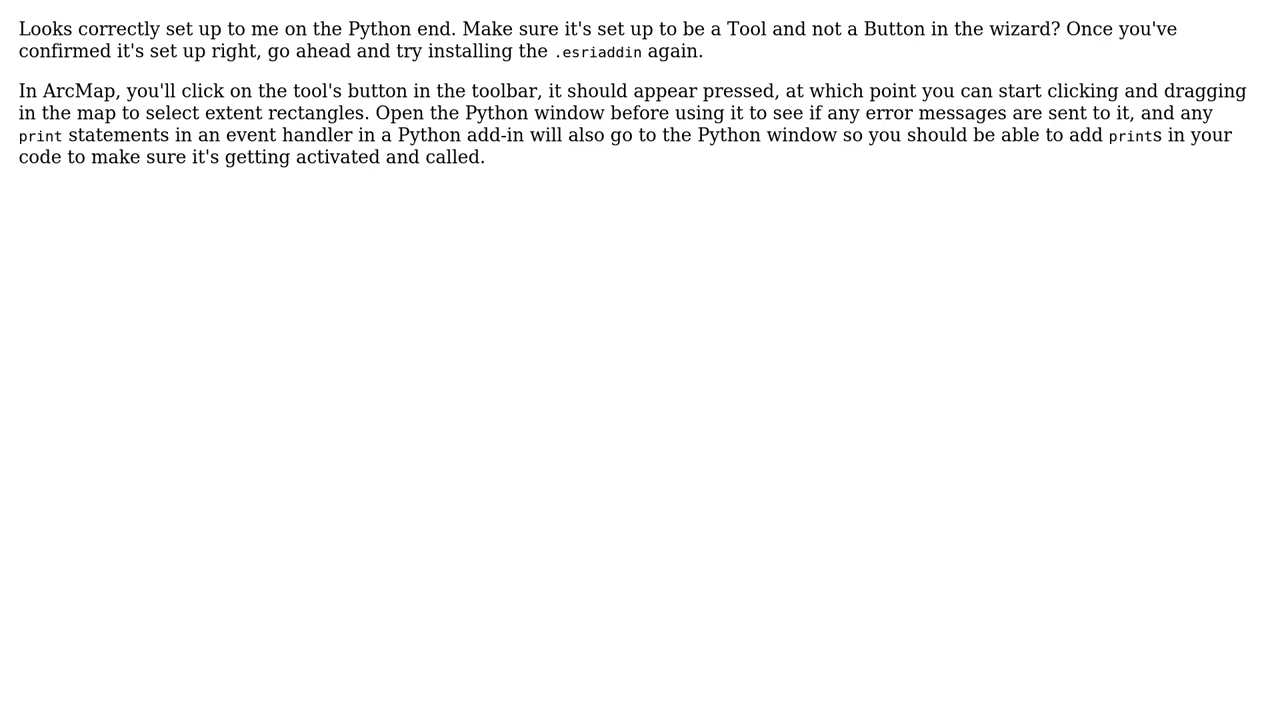 Looks correctly set up to me on the Python end. Make sure it's set up to be a Tool and not a Button in the wizard? Once you've
confirmed it's set up right, go ahead and try installing the .esriaddin again.
In ArcMap, you'll click on the tool's button in the toolbar, it should appear pressed, at which point you can start clicking and dragging
in the map to select extent rectangles. Open the Python window before using it to see if any error messages are sent to it, and any
print statements in an event handler in a Python add-in will also go to the Python window so you should be able to add prints in your
code to make sure it's getting activated and called.